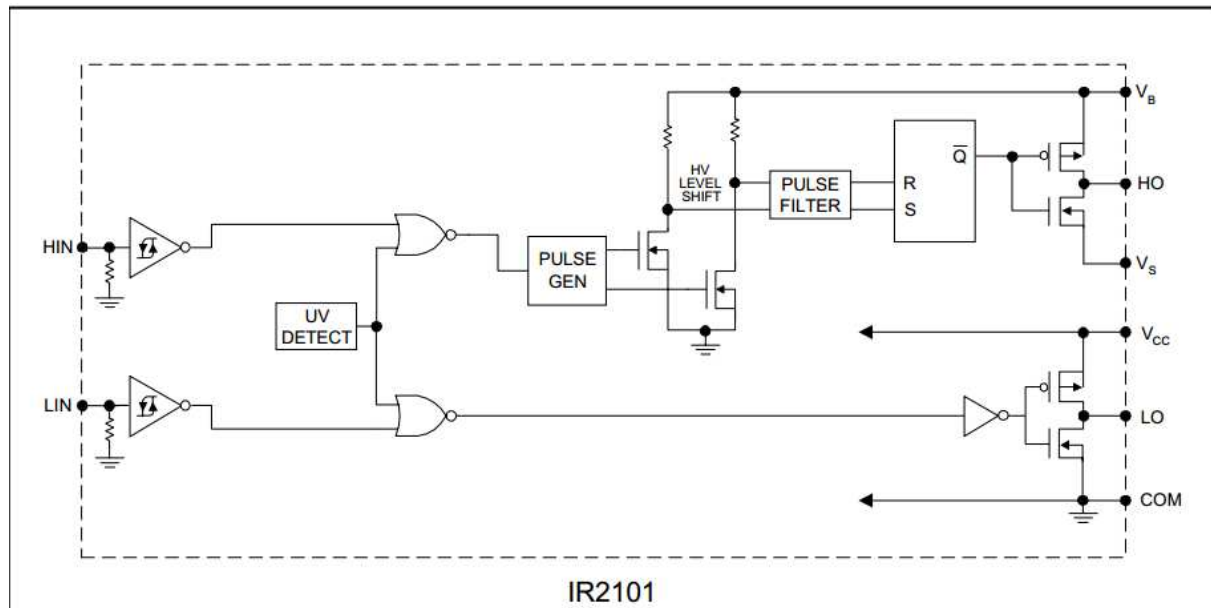 V_B
Q̅
HV
LEVEL
SHIFT
PULSE
FILTER
R
S
HO
HIN
PULSE
GEN
V_S
UV
DETECT
V_CC
LIN
LO
COM
IR2101